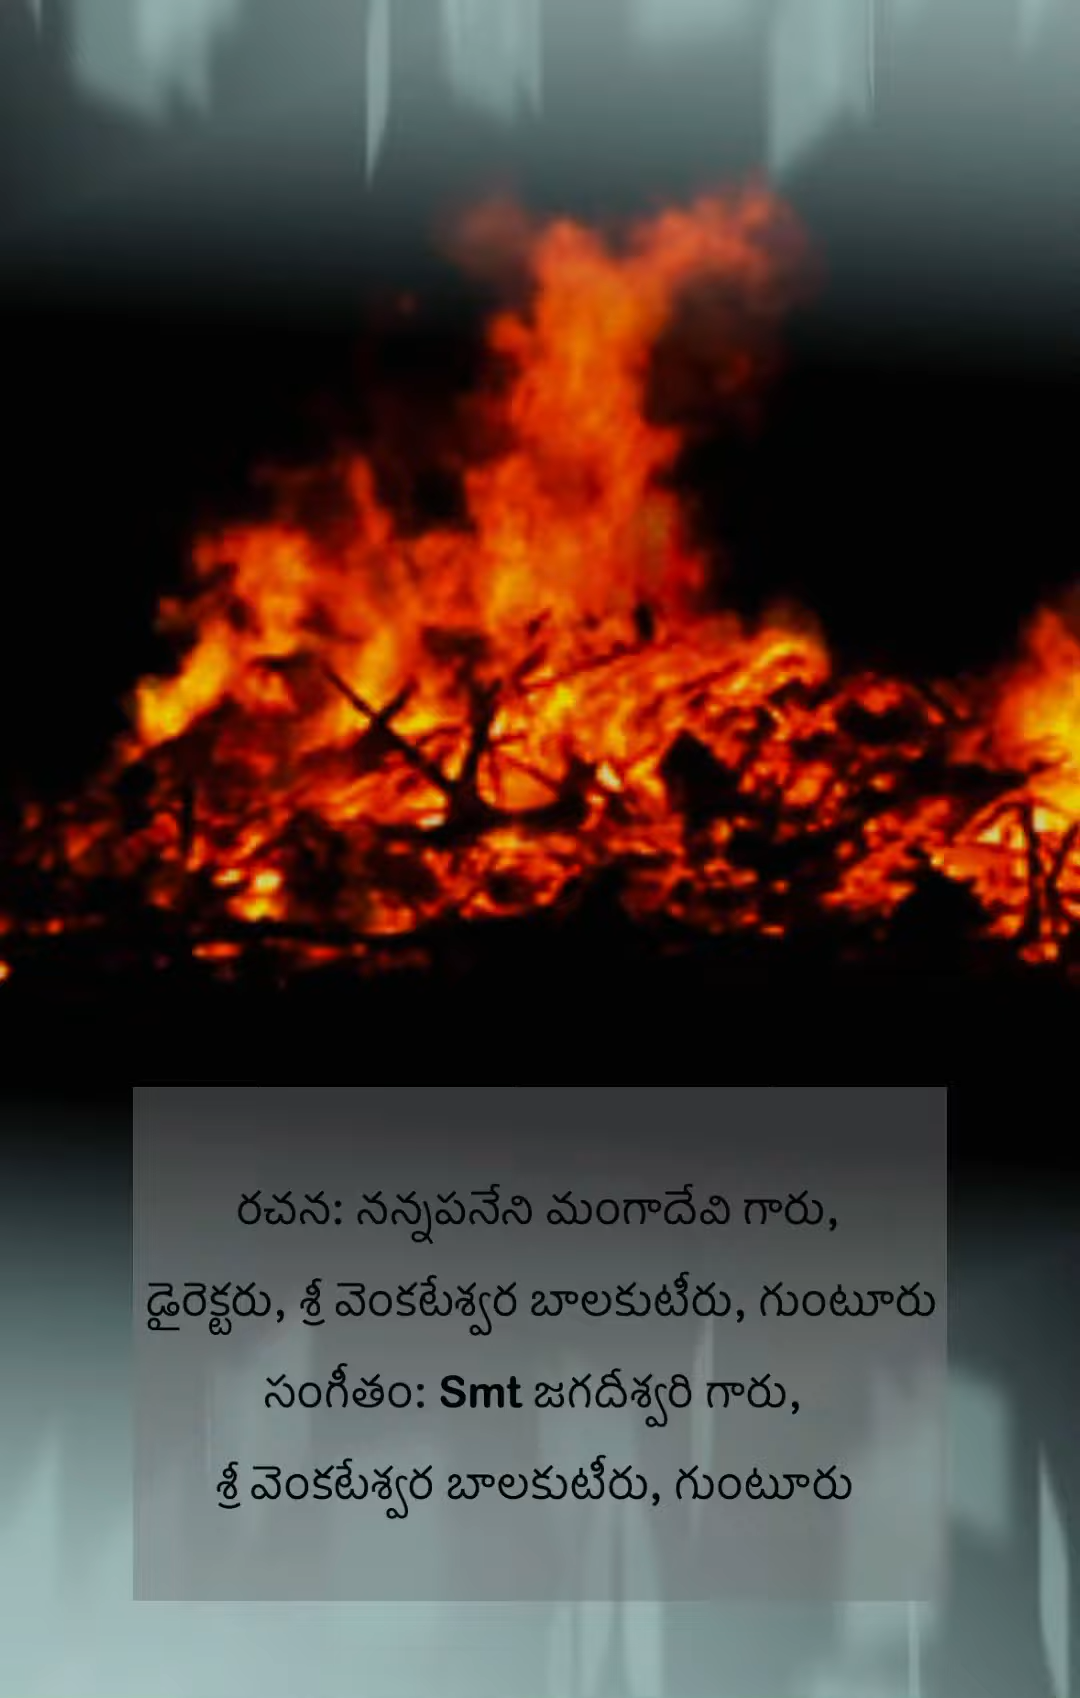 రచన: నన్నపనేని మంగాదేవి గారు,
డైరెక్టరు, శ్రీ వెంకటేశ్వర బాలకుటీరు, గుంటూరు
సంగీతం: Smt జగదీశ్వరి గారు,
శ్రీ వెంకటేశ్వర బాలకుటీరు, గుంటూరు